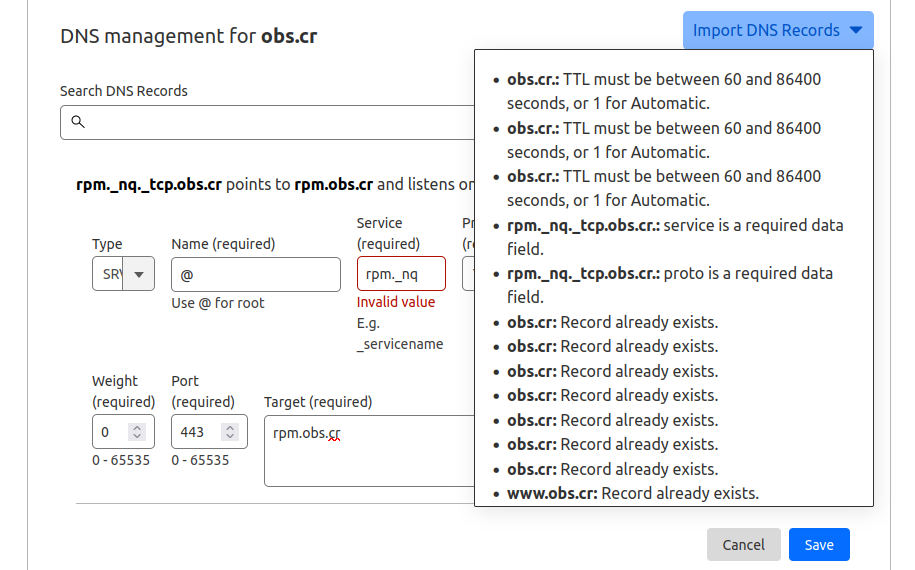 DNS management for obs.cr
Import DNS Records
Search DNS Records
rpm._nq._tcp.obs.cr points to rpm.obs.cr and listens on
Type
Name (required)
@
Use @ for root
Service
(required)
rpm._nq
Invalid value
E.g.
_servicename
Weight
(required)
0
0 - 65535
Port
(required)
443
0 - 65535
Target (required)
rpm.obs.cr
• obs.cr.: TTL must be between 60 and 86400
seconds, or 1 for Automatic.
• obs.cr.: TTL must be between 60 and 86400
seconds, or 1 for Automatic.
• obs.cr.: TTL must be between 60 and 86400
seconds, or 1 for Automatic.
• rpm._nq._tcp.obs.cr.: service is a required data
field.
• rpm._nq._tcp.obs.cr.: proto is a required data
field.
• obs.cr: Record already exists.
• obs.cr: Record already exists.
• obs.cr: Record already exists.
• obs.cr: Record already exists.
• obs.cr: Record already exists.
• obs.cr: Record already exists.
• obs.cr: Record already exists.
• www.obs.cr: Record already exists.
Cancel
Save